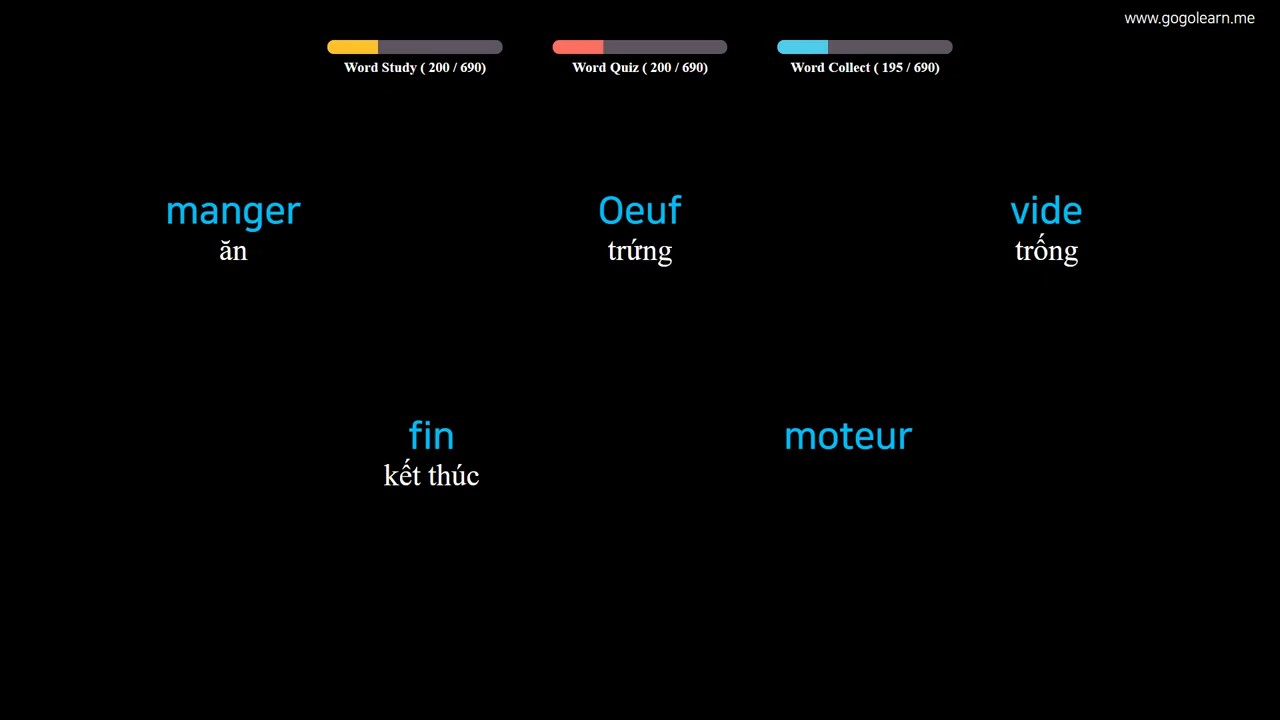 www.gogolearn.me
Word Study ( 200 / 690)
Word Quiz ( 200 / 690)
Word Collect ( 195 / 690)
manger
ăn
Oeuf
trứng
vide
trống
fin
kết thúc
moteur